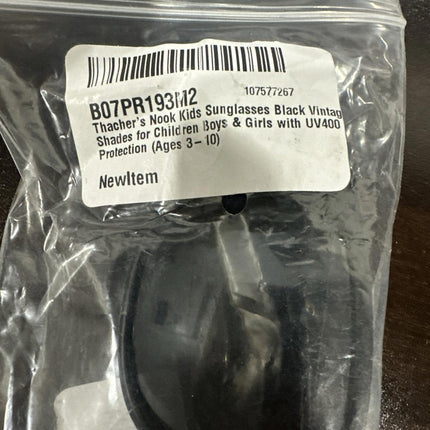 107577267
B07PR193M2
Thacher's Nook Kids Sunglasses Black Vintag
Shades for Children Boys & Girls with UV400
Protection (Ages 3-10)
NewItem